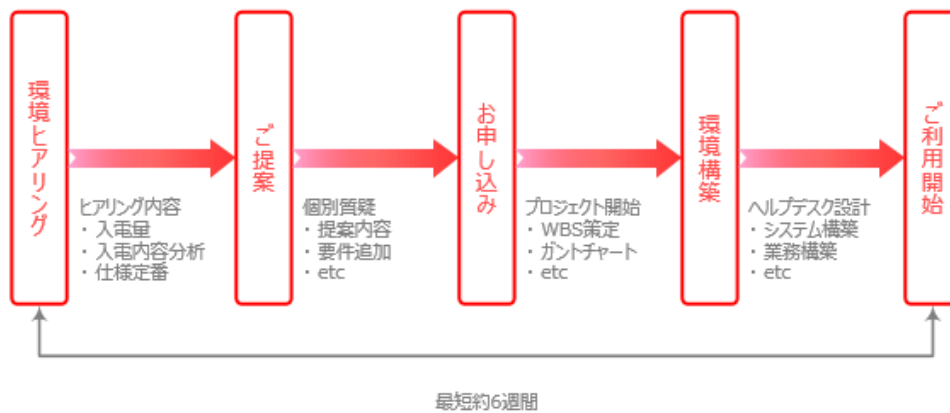 環境ヒアリング
ヒアリング内容
・ 入電量
・ 入電内容分析
・ 仕様定番
ご提案
個別質疑
・ 提案内容
・ 要件追加
・ etc
お申し込み
プロジェクト開始
・ WBS策定
・ ガントチャート
・ etc
環境構築
ヘルプデスク設計
・ システム構築
・ 業務構築
・ etc
ご利用開始
最短約6週間